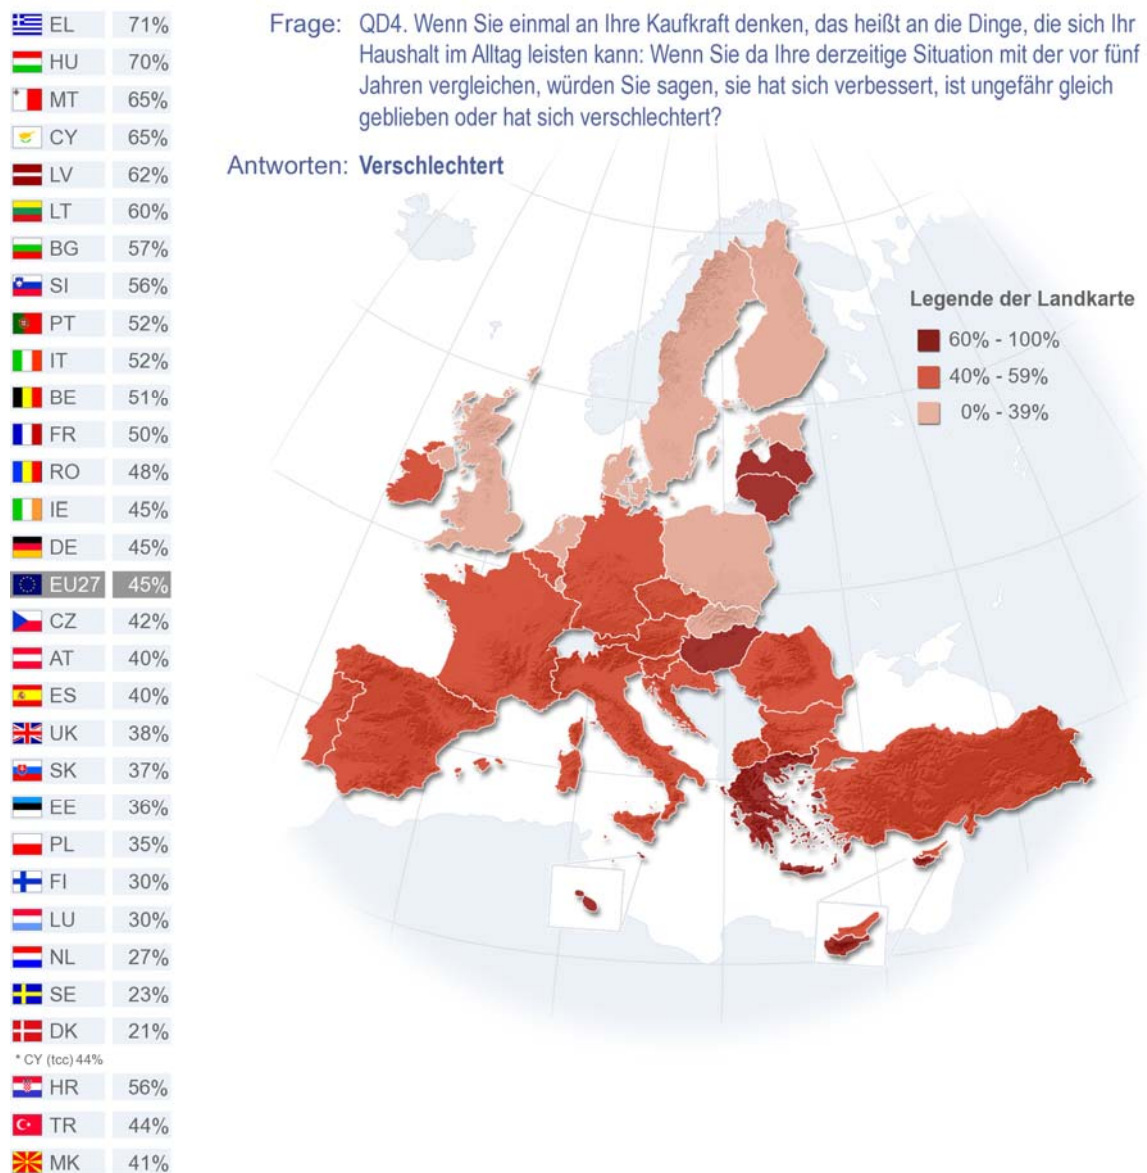 EL 71%
HU 70%
MT 65%
CY 65%
LV 62%
LT 60%
BG 57%
SI 56%
PT 52%
IT 52%
BE 51%
FR 50%
RO 48%
IE 45%
DE 45%
EU27 45%
CZ 42%
AT 40%
ES 40%
UK 38%
SK 37%
EE 36%
PL 35%
FI 30%
LU 30%
NL 27%
SE 23%
DK 21%
* CY (tcc) 44%
HR 56%
TR 44%
MK 41%
Frage: QD4. Wenn Sie einmal an Ihre Kaufkraft denken, das heißt an die Dinge, die sich Ihr
Haushalt im Alltag leisten kann: Wenn Sie da Ihre derzeitige Situation mit der vor fünf
Jahren vergleichen, würden Sie sagen, sie hat sich verbessert, ist ungefähr gleich
geblieben oder hat sich verschlechtert?
Antworten: Verschlechtert
Legende der Landkarte
60% - 100%
40% - 59%
0% - 39%